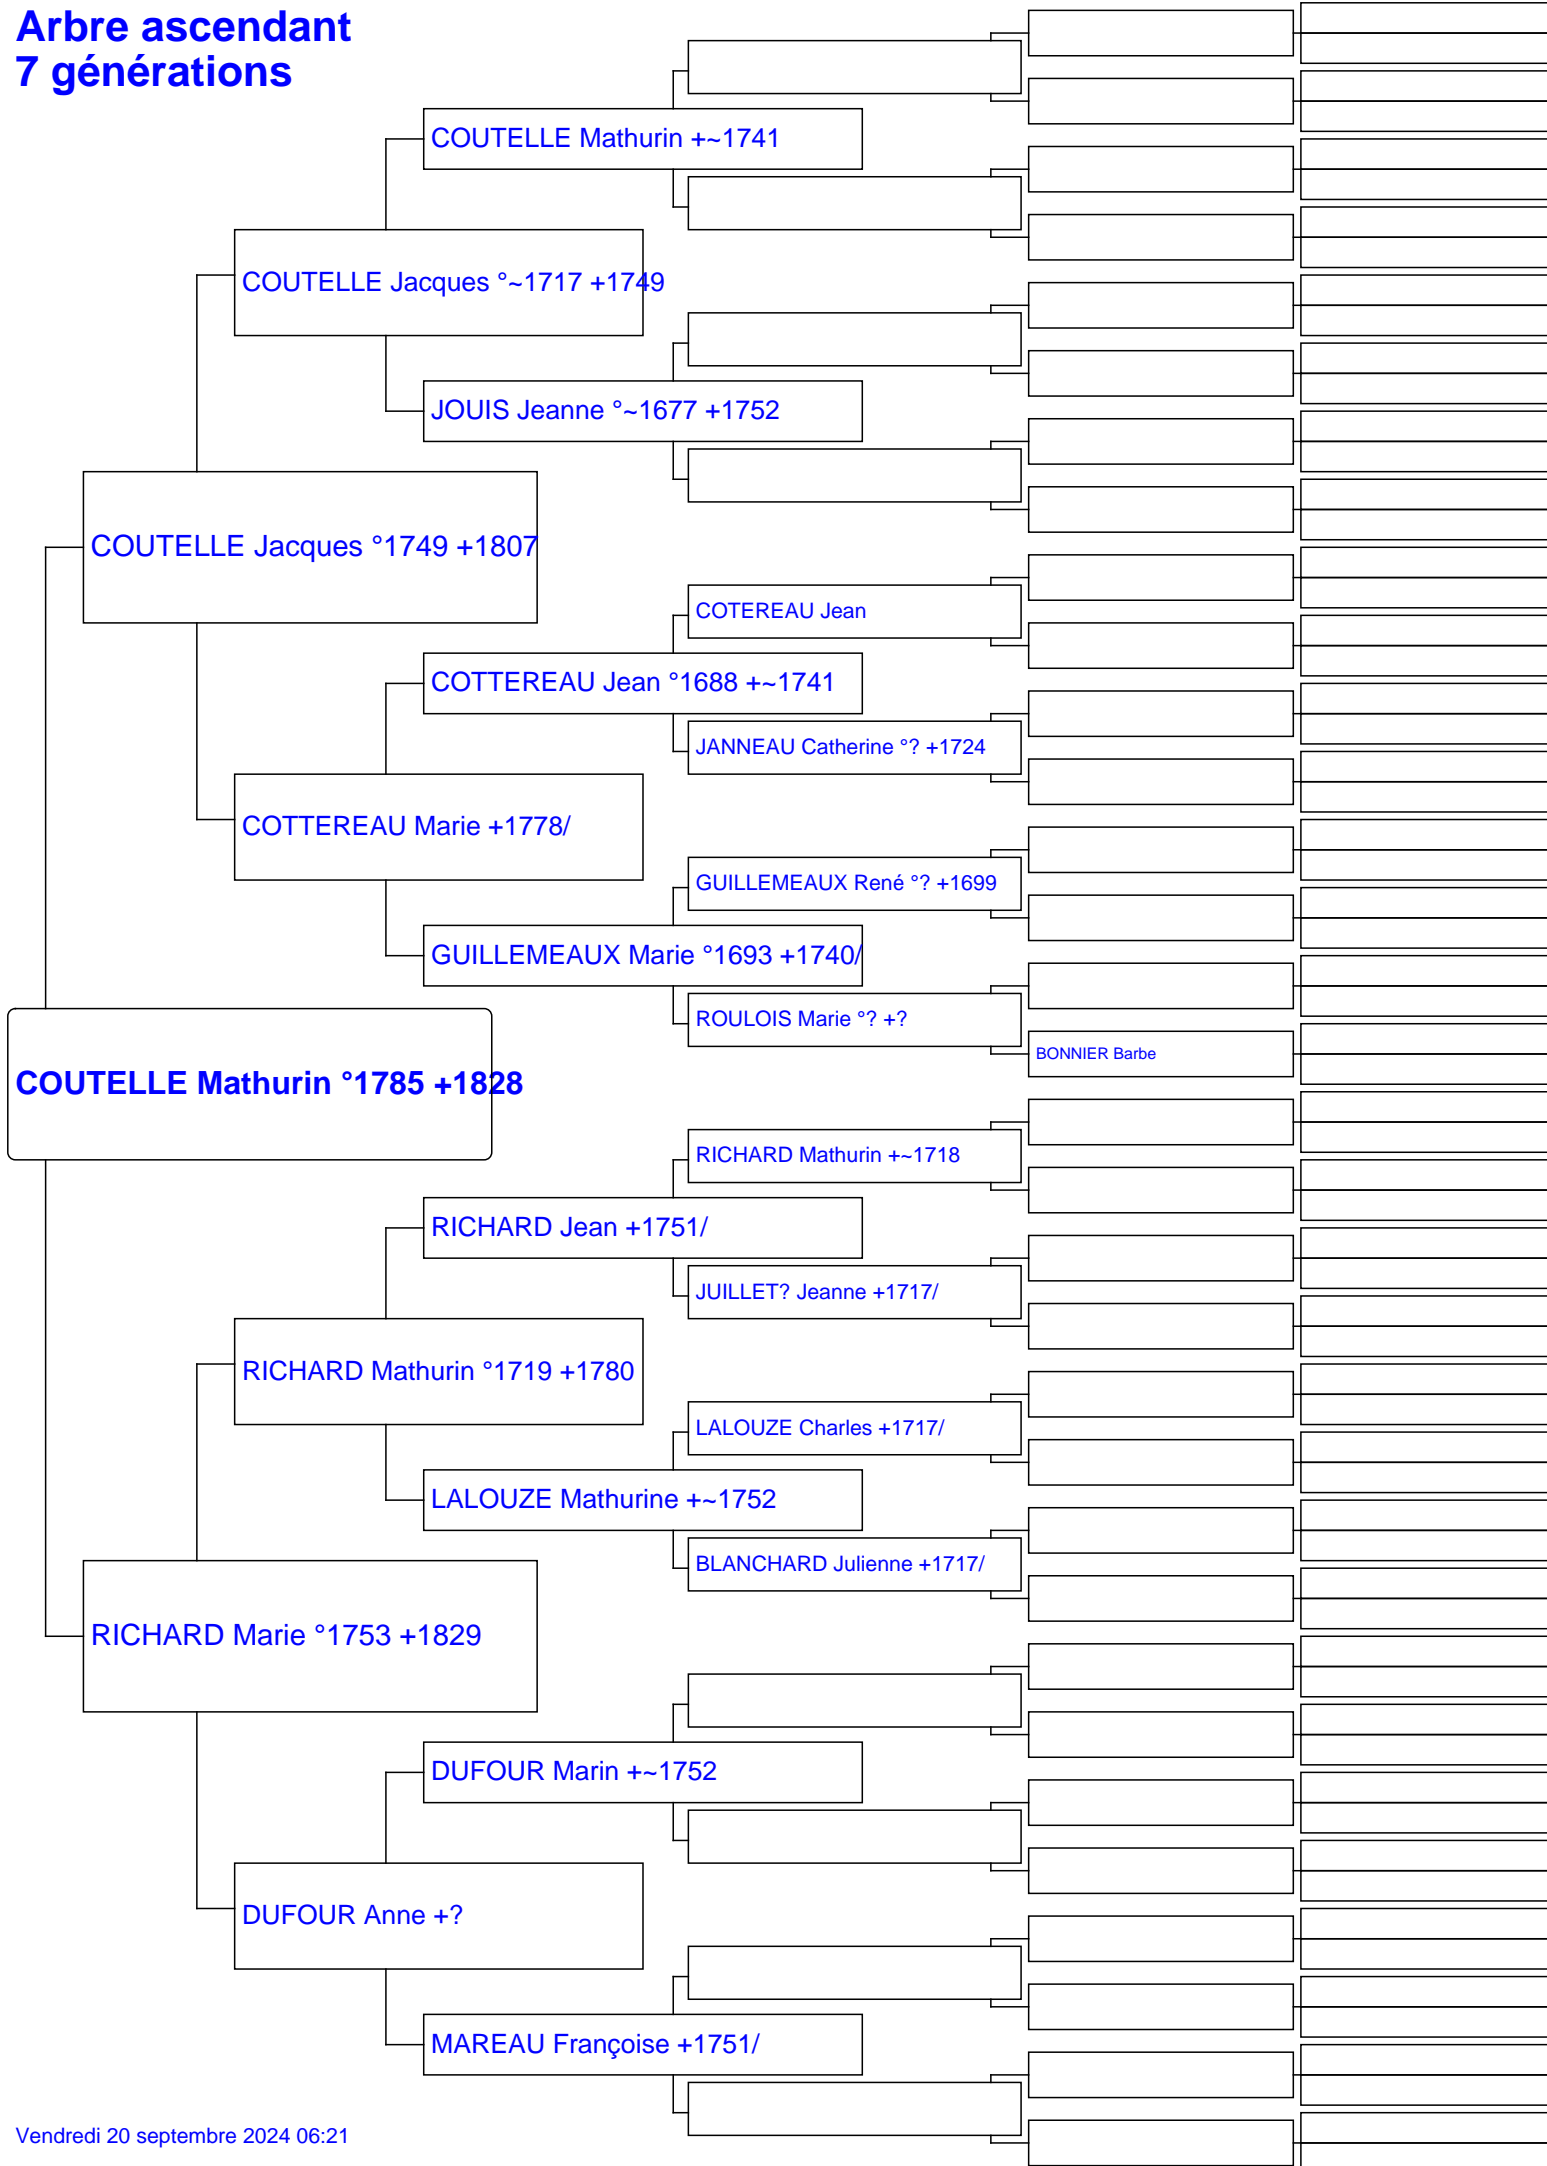 Arbre ascendant
7 générations
COUTELLE Mathurin +~1741
COUTELLE Jacques °~1717 +1749
JOUIS Jeanne °~1677 +1752
COUTELLE Jacques °1749 +1807
COTEREAU Jean
COTTEREAU Jean °1688 +~1741
JANNEAU Catherine °? +1724
COTTEREAU Marie +1778/
GUILLEMEAUX René °? +1699
GUILLEMEAUX Marie °1693 +1740/
ROULOIS Marie °? +?
BONNIER Barbe
COUTELLE Mathurin °1785 +1828
RICHARD Mathurin +~1718
RICHARD Jean +1751/
JUILLET? Jeanne +1717/
RICHARD Mathurin °1719 +1780
LALOUZE Charles +1717/
LALOUZE Mathurine +~1752
BLANCHARD Julienne +1717/
RICHARD Marie °1753 +1829
DUFOUR Marin +~1752
DUFOUR Anne +?
MAREAU Françoise +1751/
Vendredi 20 septembre 2024 06:21